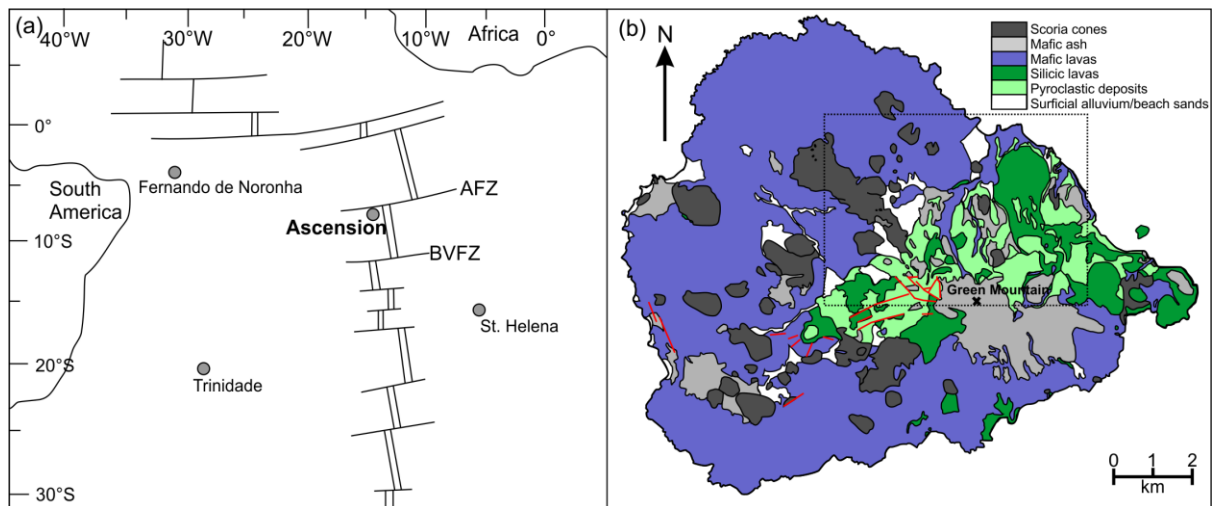 (a)
40°W
30°W
20°W
10°W
Africa
0°
0°
South
America
Fernando de Noronha
AFZ
Ascension
10°S
BVFZ
St. Helena
20°S
Trinidade
30°S
(b)
N
Scoria cones
Mafic ash
Mafic lavas
Silicic lavas
Pyroclastic deposits
Surficial alluvium/beach sands
Green Mountain
0 1 2
km